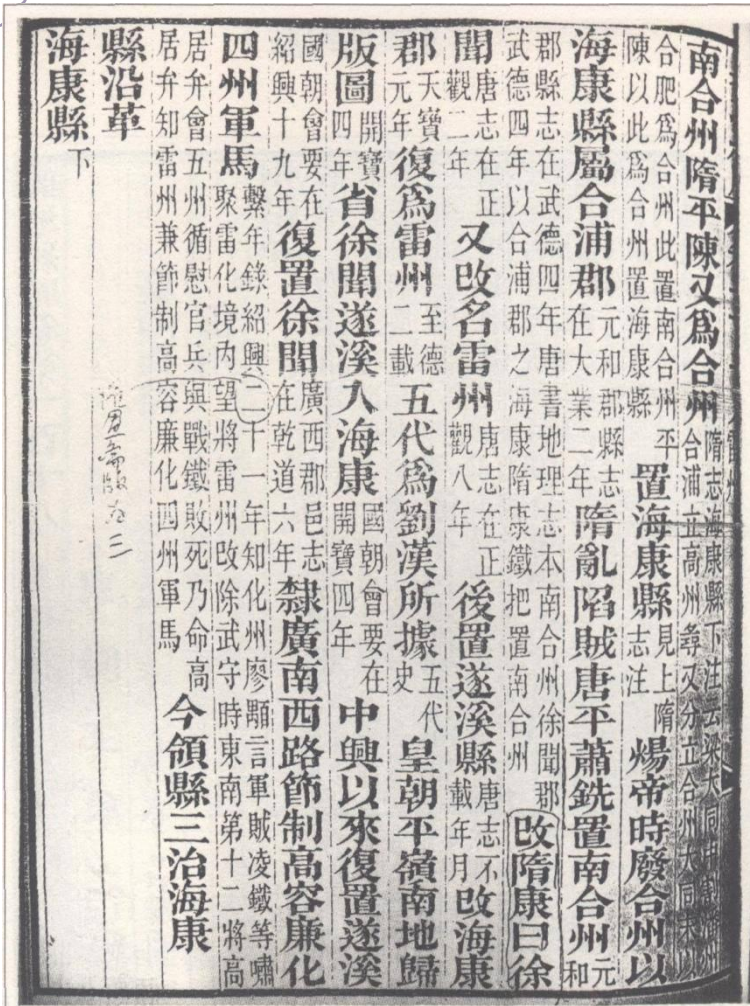 南合州隋平陳又爲合州隋志海康縣下注云梁大同中割番州合浦立高州尋又分立合州大同末以
合肥爲合州此置南合州平陳以此爲合州置海康縣置海康縣見上隋志注煬帝時廢合州以
海康縣屬合浦郡元和郡縣志在大業二年隋亂陷賊唐平蕭銑置南合州元和
郡縣志在武德四年唐書地理志本南合州徐聞郡武德四年以合浦郡之海康隋康鐵把置南合州改隋康曰徐
聞唐志在正觀二年又改名雷州唐志在正觀八年後置遂溪縣唐志不載年月改海康
郡天寶元年復爲雷州至德二載五代爲劉漢所據五代史皇朝平嶺南地歸
版圖開寶四年省徐聞遂溪入海康國朝會要在開寶四年中興以來復置遂溪
國朝會要在紹興十九年復置徐聞廣西郡邑志在乾道六年隸廣南西路節制高容廉化
四州軍馬繫年錄紹興二十一年知化州廖顒言軍賊凌鐵等嘯聚雷化境內望將雷州改除武守時東南第十二將高
居弁會五州循慰官兵與戰鐵敗死乃命高居弁知雷州兼節制高容廉化四州軍馬今領縣三治海康
縣沿革
海康縣下